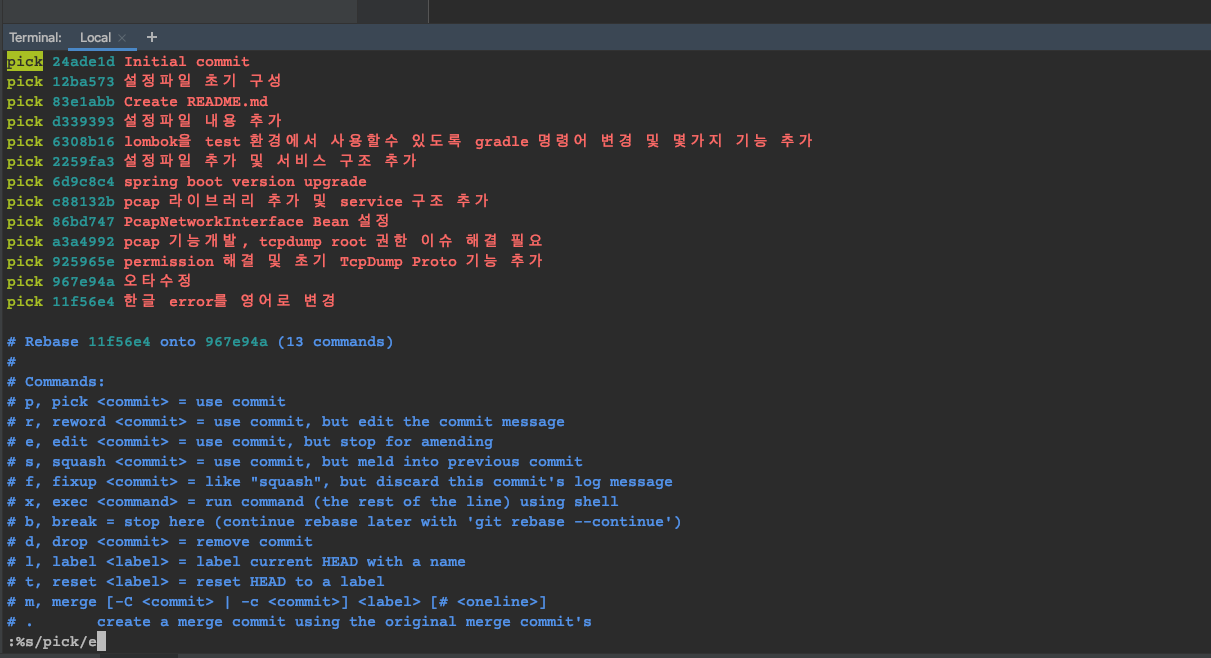 Terminal: Local × +
pick 24ade1d Initial commit
pick 12ba573 설정파일 초기 구성
pick 83e1abb Create README.md
pick d339393 설정파일 내용 추가
pick 6308b16 lombok을 test 환경에서 사용할수 있도록 gradle 명령어 변경 및 몇가지 기능 추가
pick 2259fa3 설정파일 추가 및 서비스 구조 추가
pick 6d9c8c4 spring boot version upgrade
pick c88132b pcap 라이브러리 추가 및 service 구조 추가
pick 86bd747 PcapNetworkInterface Bean 설정
pick a3a4992 pcap 기능개발, tcpdump root 권한 이슈 해결 필요
pick 925965e permission 해결 및 초기 TcpDump Proto 기능 추가
pick 967e94a 오타수정
pick 11f56e4 한글 error를 영어로 변경
# Rebase 11f56e4 onto 967e94a (13 commands)
#
# Commands:
# p, pick <commit> = use commit
# r, reword <commit> = use commit, but edit the commit message
# e, edit <commit> = use commit, but stop for amending
# s, squash <commit> = use commit, but meld into previous commit
# f, fixup <commit> = like "squash", but discard this commit's log message
# x, exec <command> = run command (the rest of the line) using shell
# b, break = stop here (continue rebase later with 'git rebase --continue')
# d, drop <commit> = remove commit
# l, label <label> = label current HEAD with a name
# t, reset <label> = reset HEAD to a label
# m, merge [-C <commit> | -c <commit>] <label> [# <oneline>]
# . create a merge commit using the original merge commit's
:%s/pick/e